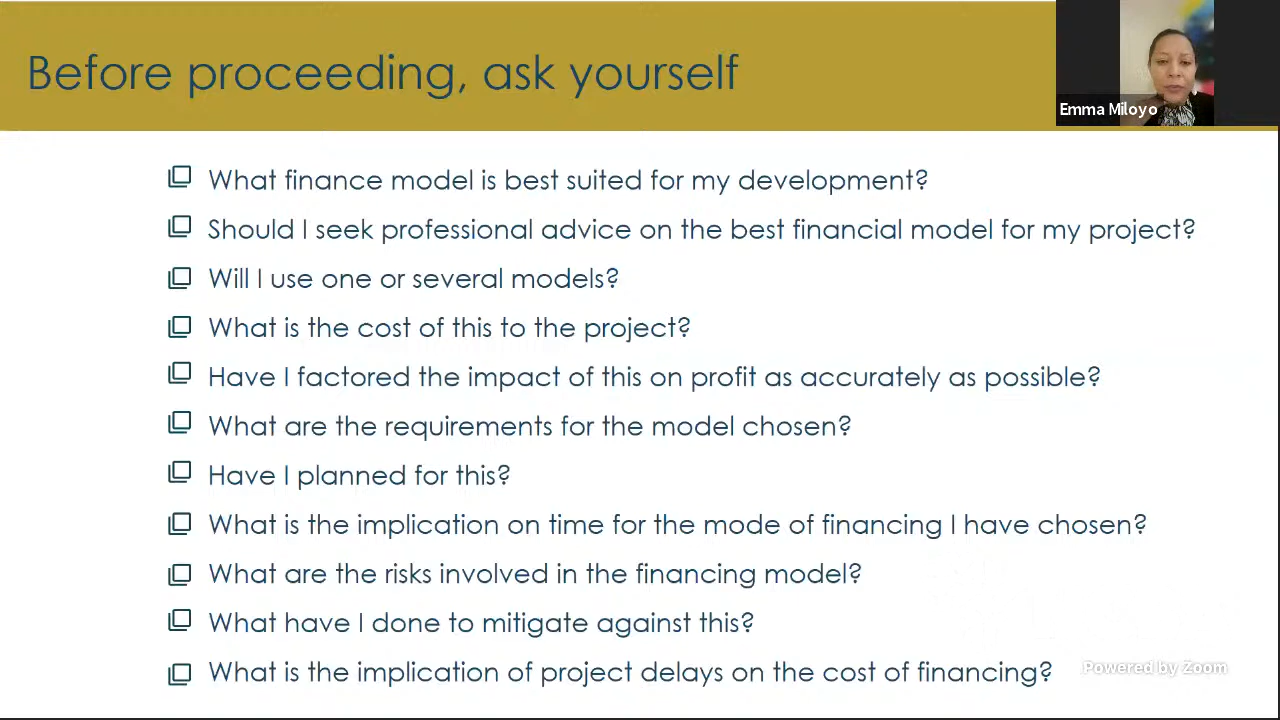 Before proceeding, ask yourself
Emma Miloyo
What finance model is best suited for my development?
Should I seek professional advice on the best financial model for my project?
Will I use one or several models?
What is the cost of this to the project?
Have I factored the impact of this on profit as accurately as possible?
What are the requirements for the model chosen?
Have I planned for this?
What is the implication on time for the mode of financing I have chosen?
What are the risks involved in the financing model?
What have I done to mitigate against this?
What is the implication of project delays on the cost of financing?
Powered by Zoom